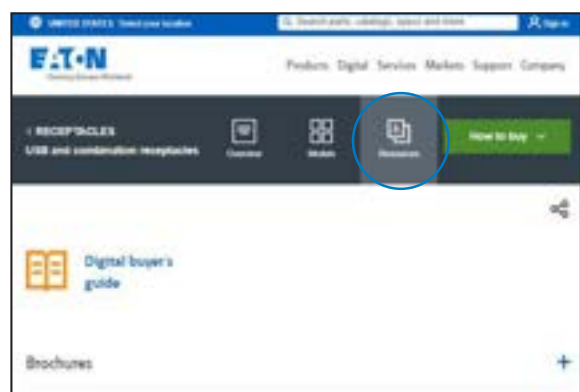 UNITED STATES Select your location
Search parts, catalogs, specs and more
Sign in
E:T•N
Powering Business Worldwide
Products Digital Services Markets Support Company
‹ RECEPTACLES
USB and combination receptacles
Overview
Models
Resources
How to buy
Digital buyer's
guide
Brochures
+